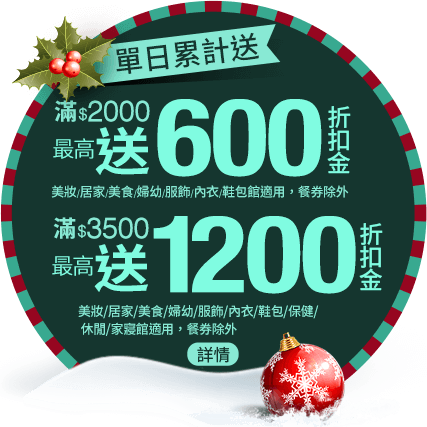 單日累計送
滿$2000
最高送600折扣金
美妝/居家/美食/婦幼/服飾/內衣/鞋包館適用，餐券除外
滿$3500
最高送1200折扣金
美妝/居家/美食/婦幼/服飾/內衣/鞋包/保健/
休閒/家寢館適用，餐券除外
詳情